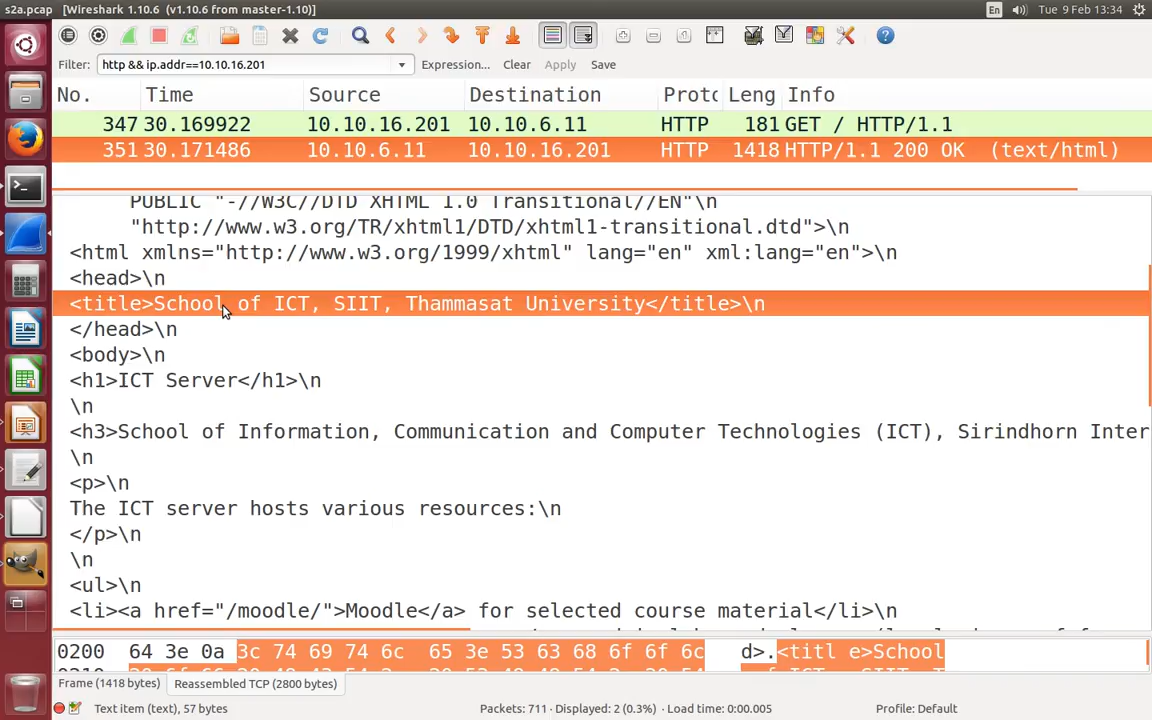 s2a.pcap   [Wireshark 1.10.6  (v1.10.6 from master-1.10)]
En
Tue 9 Feb 13:34
Filter: http && ip.addr==10.10.16.201 Expression... Clear Apply Save
No. Time Source Destination Protc Leng Info
347 30.169922 10.10.16.201 10.10.6.11 HTTP 181 GET / HTTP/1.1
351 30.171486 10.10.6.11 10.10.16.201 HTTP 1418 HTTP/1.1 200 OK  (text/html)
PUBLIC "-//W3C//DTD XHTML 1.0 Transitional//EN"\n
"http://www.w3.org/TR/xhtml1/DTD/xhtml1-transitional.dtd">\n
<html xmlns="http://www.w3.org/1999/xhtml" lang="en" xml:lang="en">\n
<head>\n
<title>School of ICT, SIIT, Thammasat University</title>\n
</head>\n
<body>\n
<h1>ICT Server</h1>\n
\n
<h3>School of Information, Communication and Computer Technologies (ICT), Sirindhorn Inter
\n
<p>\n
The ICT server hosts various resources:\n
</p>\n
\n
<ul>\n
<li><a href="/moodle/">Moodle</a> for selected course material</li>\n
0200 64 3e 0a 3c 74 69 74 6c  65 3e 53 63 68 6f 6f 6c d>.<titl e>School
Frame (1418 bytes) Reassembled TCP (2800 bytes)
Text item (text), 57 bytes Packets: 711 · Displayed: 2 (0.3%) · Load time: 0:00.005 Profile: Default